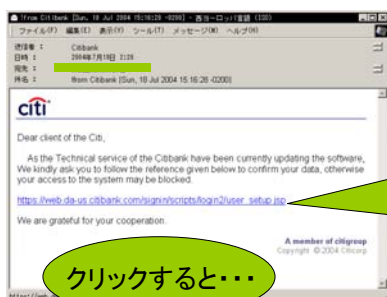 from Citibank [Sun, 18 Jul 2004 15:16:28 -0200] - 西ヨーロッパ言語 (ISO)
ファイル(F) 編集(E) 表示(V) ツール(T) メッセージ(M) ヘルプ(H)
送信者: Citibank
日時: 2004年7月19日 2:28
宛先:
件名: from Citibank [Sun, 18 Jul 2004 15:16:28 -0200]
citi
Dear client of the Citi,
As the Technical service of the Citibank have been currently updating the software,
We kindly ask you to follow the reference given below to confirm your data, otherwise
your access to the system may be blocked.
https://web.da-us.citibank.com/signin/scripts/login2/user_setup.jsp
We are grateful for your cooperation.
A member of citigroup
Copyright © 2004 Citicorp
クリックすると・・・